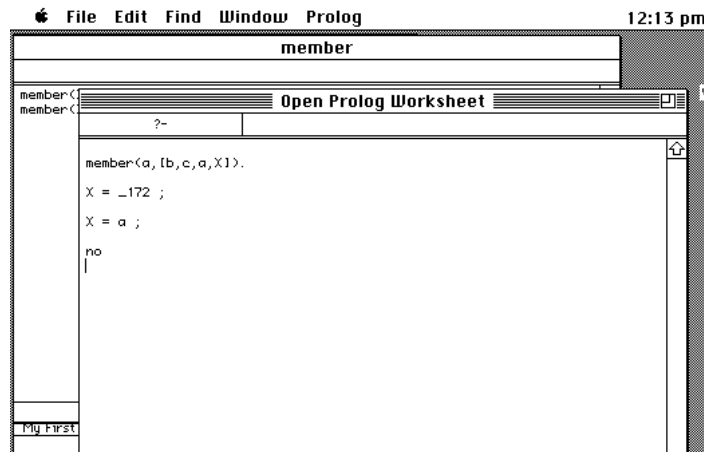 File Edit Find Window Prolog 12:13 pm
member
member(
member(
Open Prolog Worksheet
?-
member(a,[b,c,a,X]).
X = _172 ;
X = a ;
no
My First